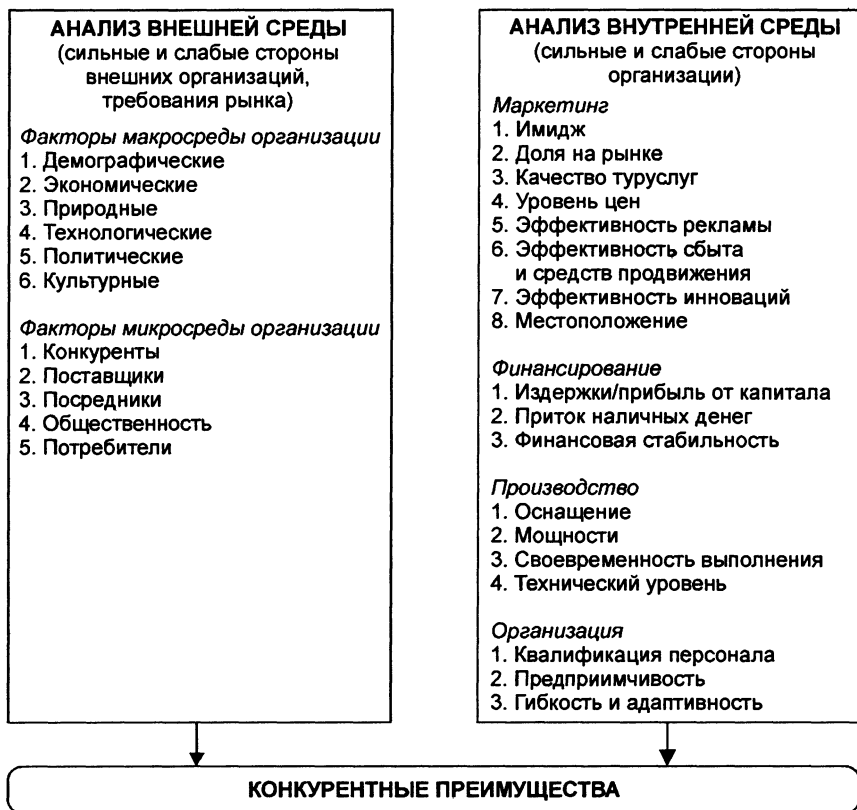 АНАЛИЗ ВНЕШНЕЙ СРЕДЫ
(сильные и слабые стороны
внешних организаций,
требования рынка)
Факторы макросреды организации
1. Демографические
2. Экономические
3. Природные
4. Технологические
5. Политические
6. Культурные
Факторы микросреды организации
1. Конкуренты
2. Поставщики
3. Посредники
4. Общественность
5. Потребители
АНАЛИЗ ВНУТРЕННЕЙ СРЕДЫ
(сильные и слабые стороны
организации)
Маркетинг
1. Имидж
2. Доля на рынке
3. Качество туруслуг
4. Уровень цен
5. Эффективность рекламы
6. Эффективность сбыта
и средств продвижения
7. Эффективность инноваций
8. Местоположение
Финансирование
1. Издержки/прибыль от капитала
2. Приток наличных денег
3. Финансовая стабильность
Производство
1. Оснащение
2. Мощности
3. Своевременность выполнения
4. Технический уровень
Организация
1. Квалификация персонала
2. Предприимчивость
3. Гибкость и адаптивность
КОНКУРЕНТНЫЕ ПРЕИМУЩЕСТВА